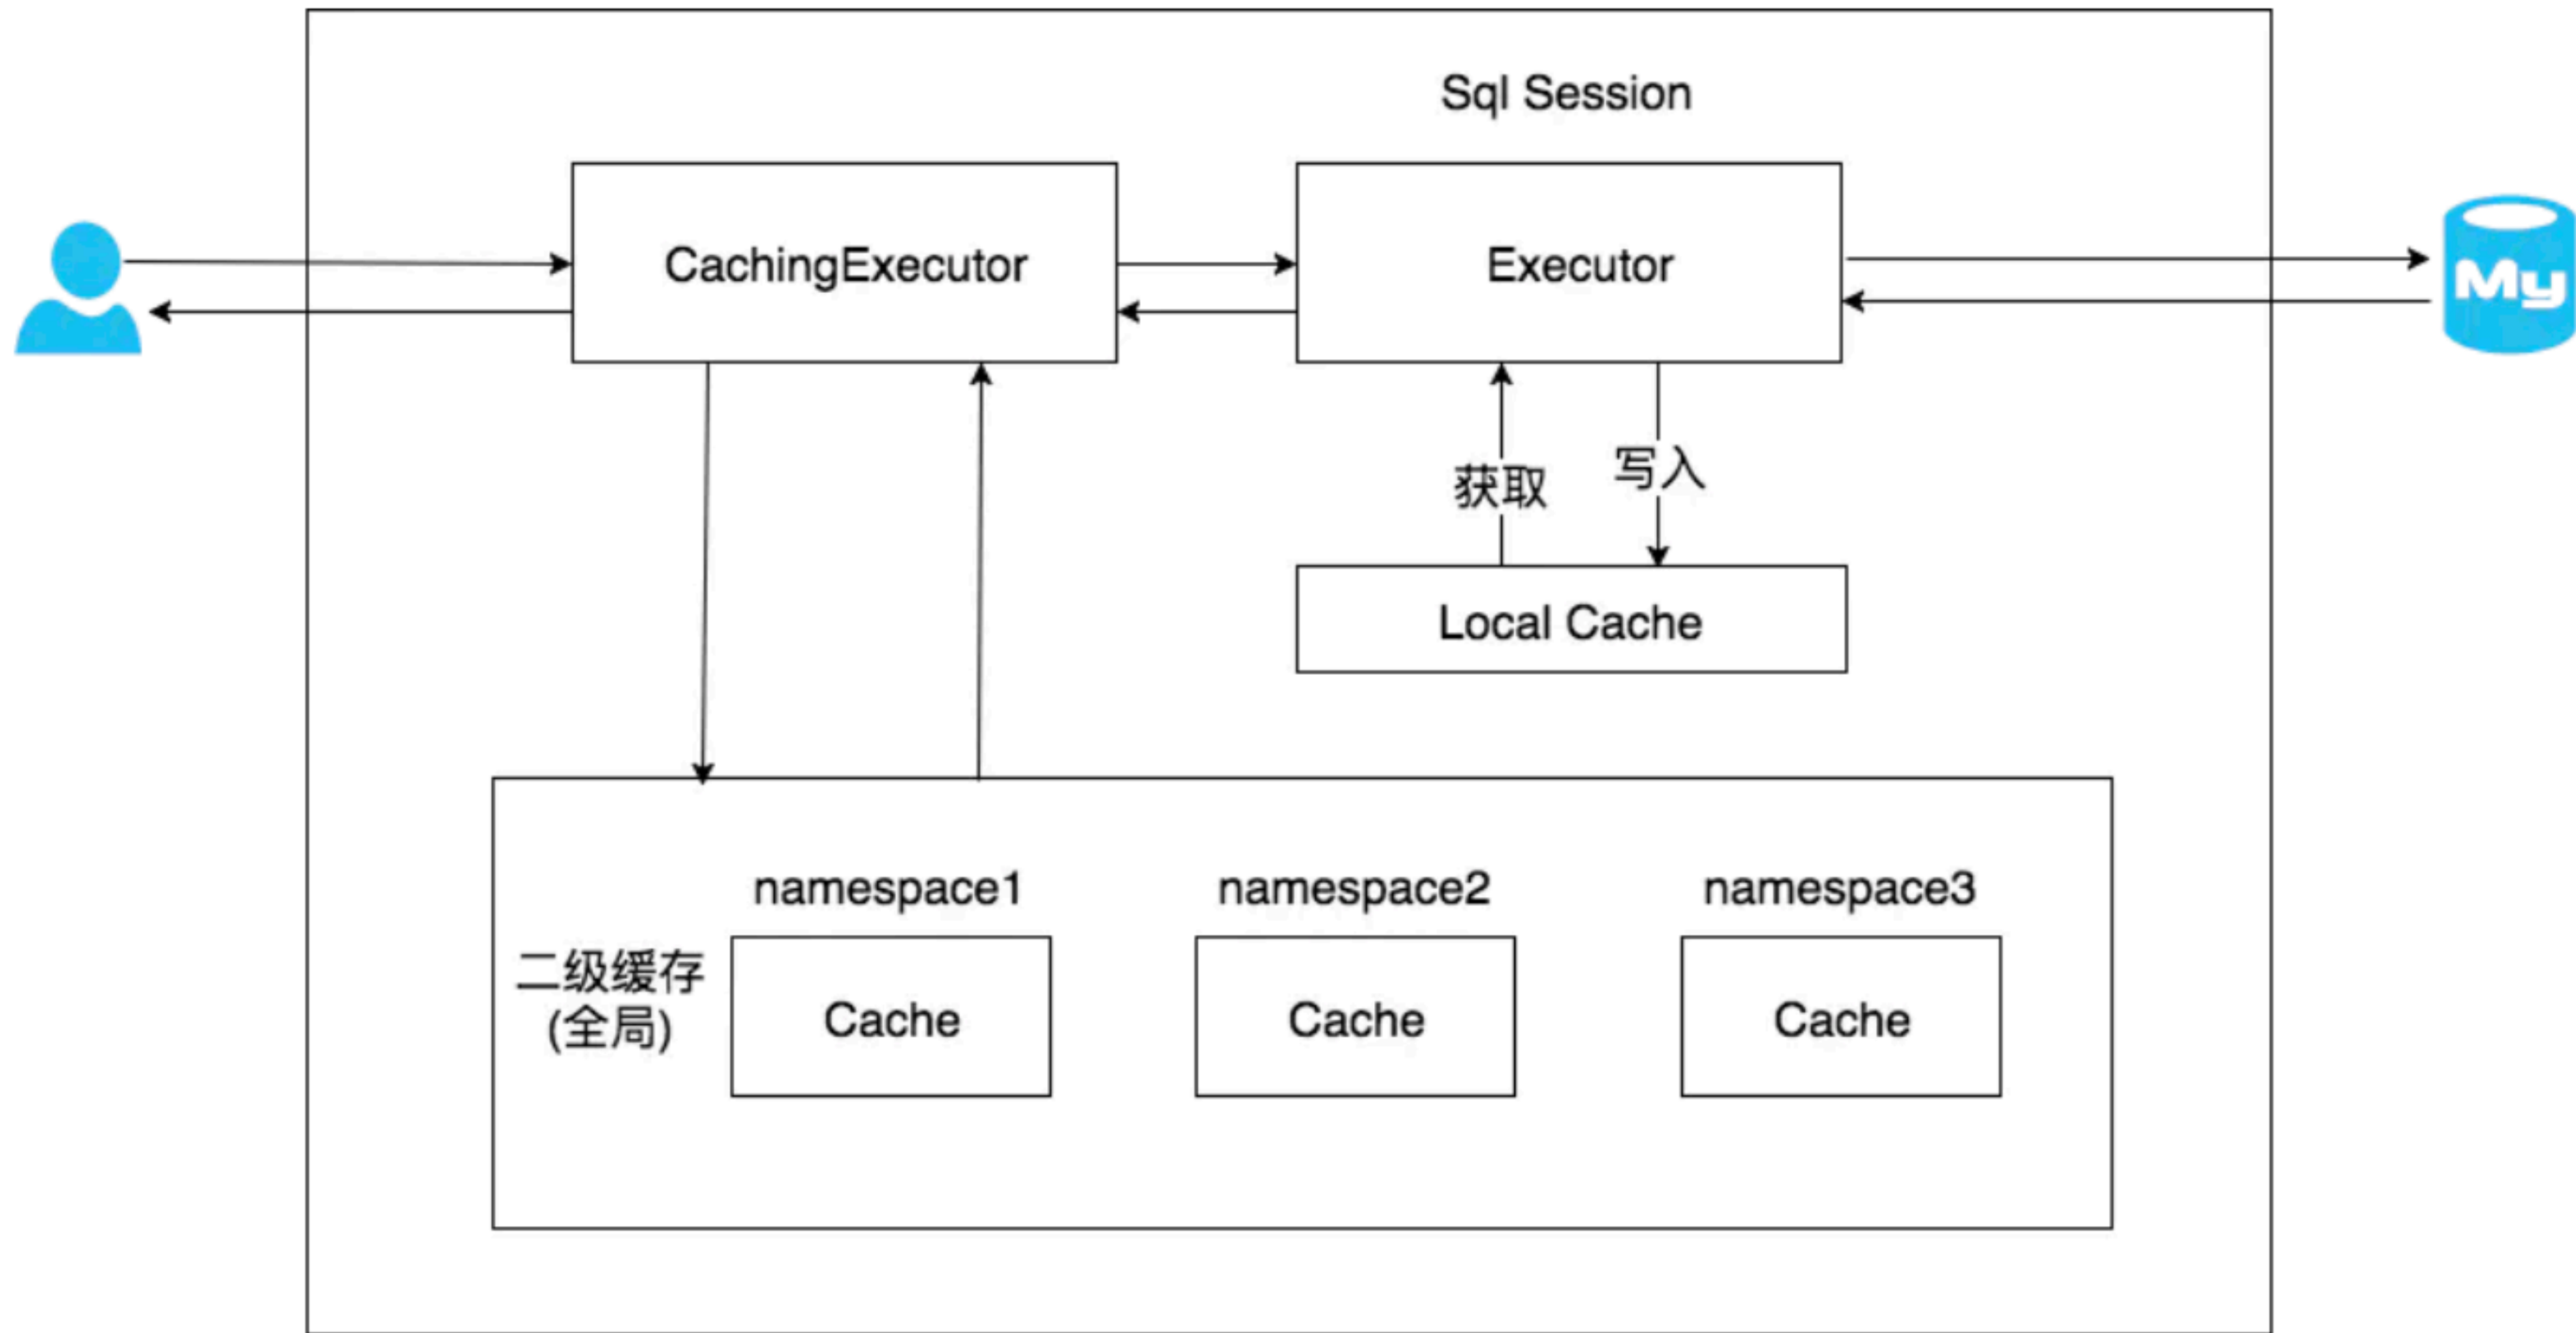 Sql Session
CachingExecutor
Executor
My
获取
写入
Local Cache
namespace1
namespace2
namespace3
二级缓存
(全局)
Cache
Cache
Cache